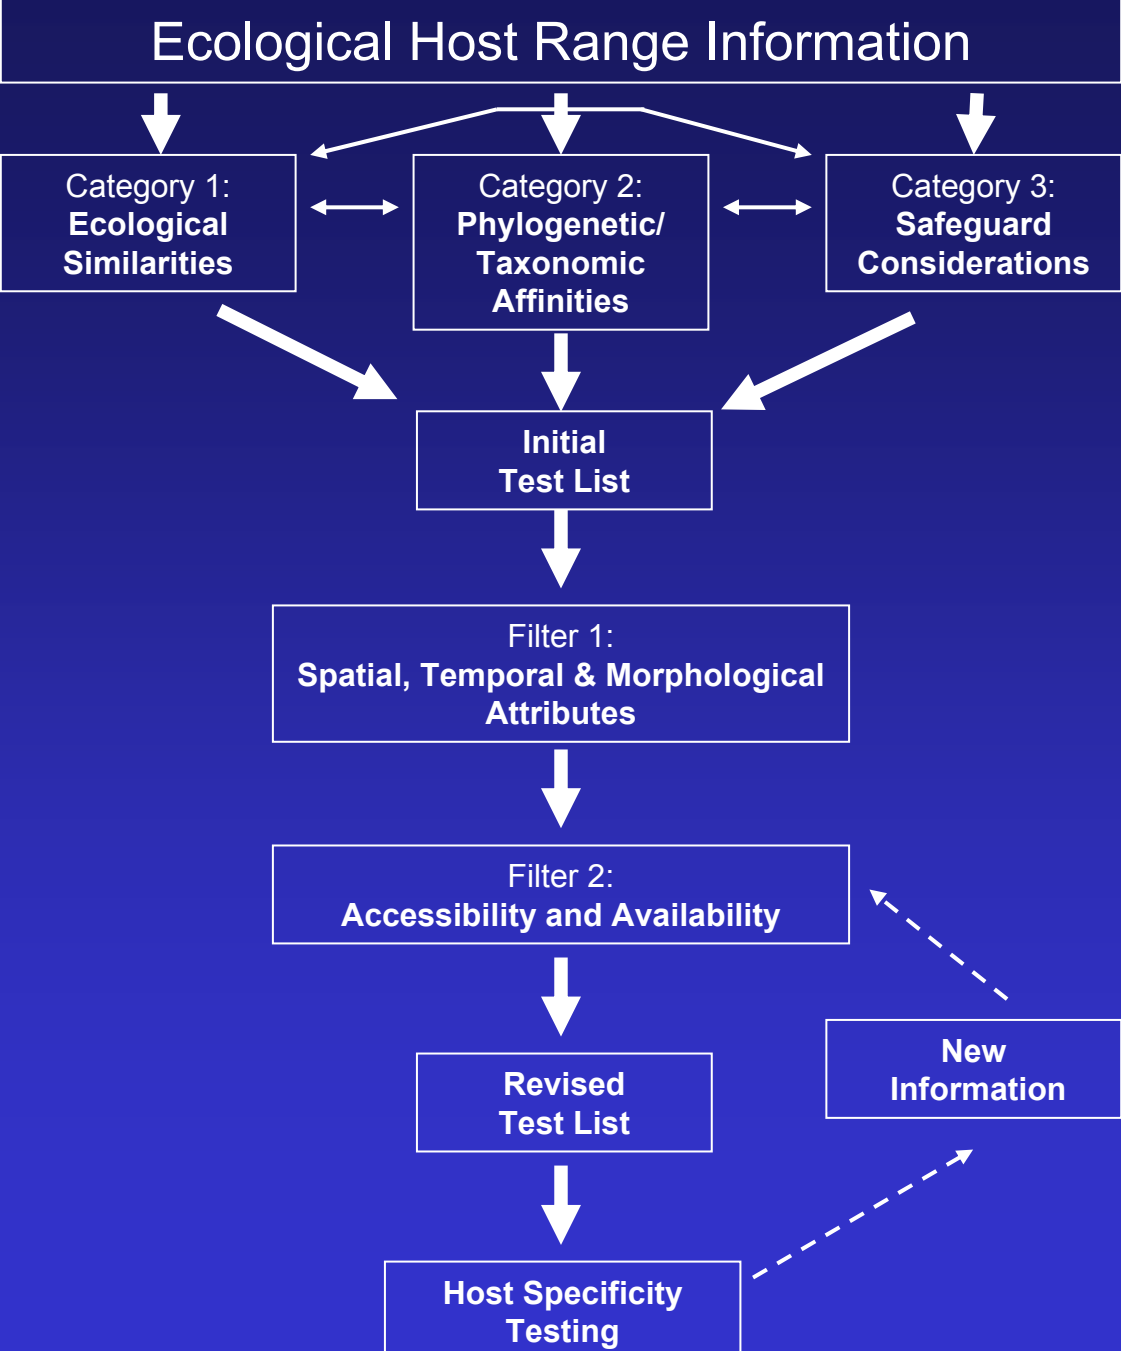 Ecological Host Range Information
Category 1:
Ecological
Similarities
Category 2:
Phylogenetic/
Taxonomic
Affinities
Category 3:
Safeguard
Considerations
Initial
Test List
Filter 1:
Spatial, Temporal & Morphological
Attributes
Filter 2:
Accessibility and Availability
New
Information
Revised
Test List
Host Specificity
Testing